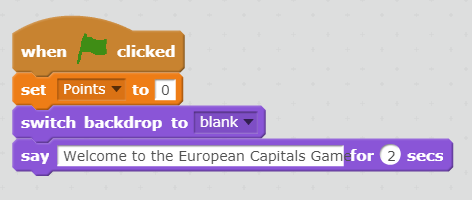 when clicked
set Points to 0
switch backdrop to blank
say Welcome to the European Capitals Game for 2 secs